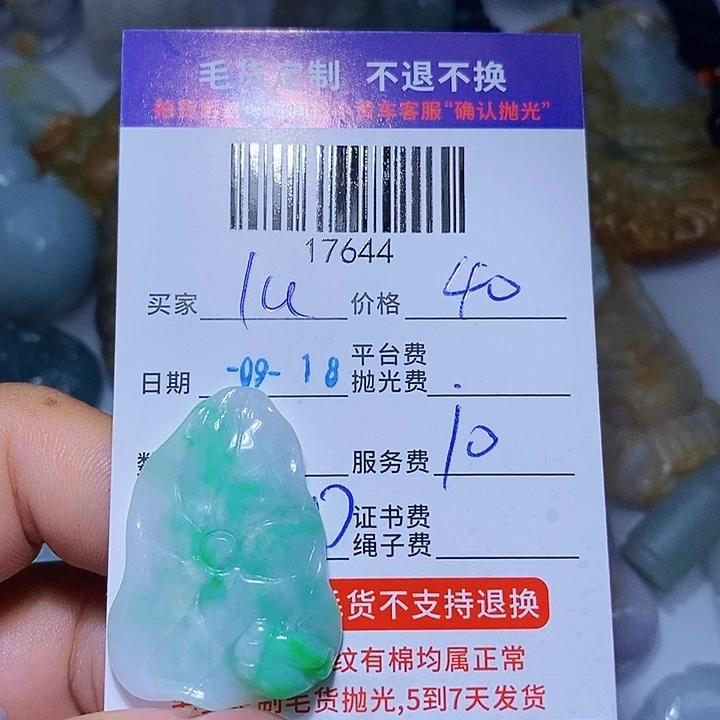 毛货定制 不退不换
客服“确认抛光”
17644
买家 价格 40
平台费
日期 -09- 18 抛光费
服务费 10
证书费
绳子费
货不支持退换
纹有棉均属正常
制毛货抛光,5到7天发货